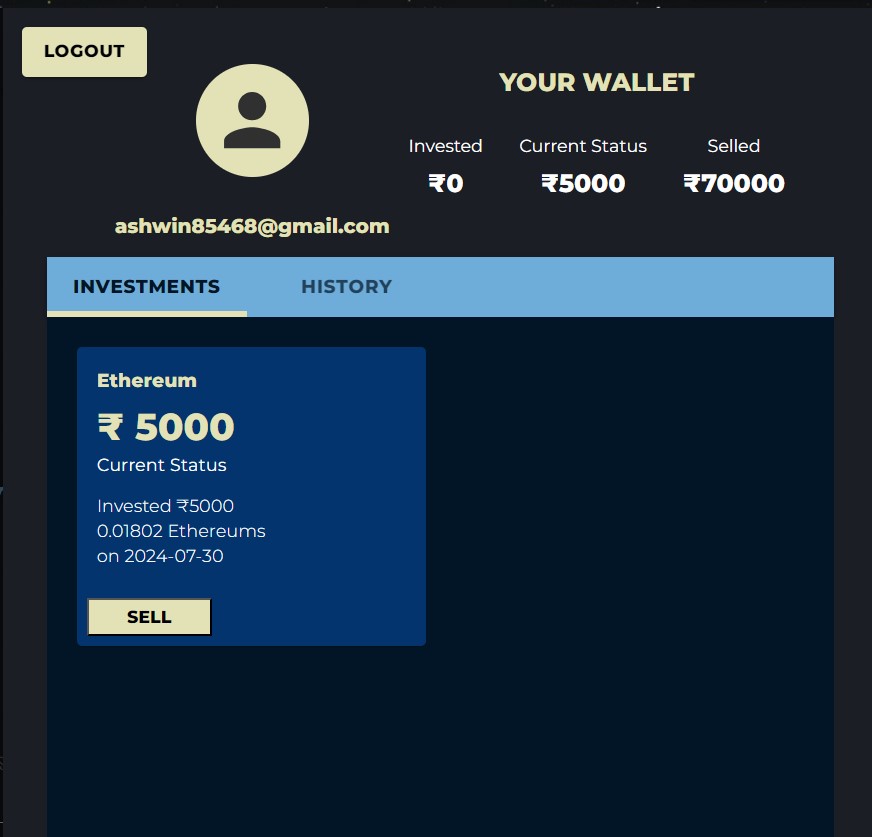 LOGOUT
YOUR WALLET
Invested Current Status Selled
₹0 ₹5000 ₹70000
ashwin85468@gmail.com
INVESTMENTS HISTORY
Ethereum
₹ 5000
Current Status
Invested ₹5000
0.01802 Ethereums
on 2024-07-30
SELL